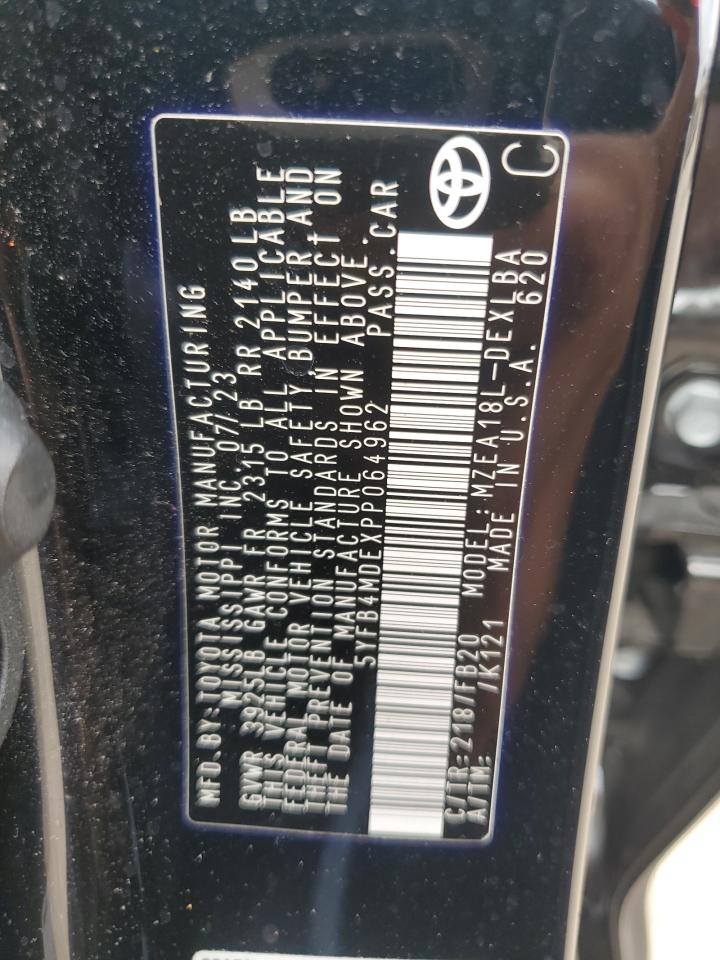 MFD.BY:TOYOTA MOTOR MANUFACTURING
MISSISSIPPI INC. 07/23
GVWR 3925LB GAWR FR 2315 LB RR 2140 LB
THIS VEHICLE CONFORMS TO ALL APPLICABLE
FEDERAL MOTOR VEHICLE SAFETY, BUMPER AND
THEFT PREVENTION STANDARDS IN EFFECT ON
THE DATE OF MANUFACTURE SHOWN ABOVE.
5YFB4MDEXPP064962 PASS.CAR
C/TR:218/FB20 MODEL:MZEA18L-DEXLBA
A/TM: /K121 MADE IN U.S.A. 620
C